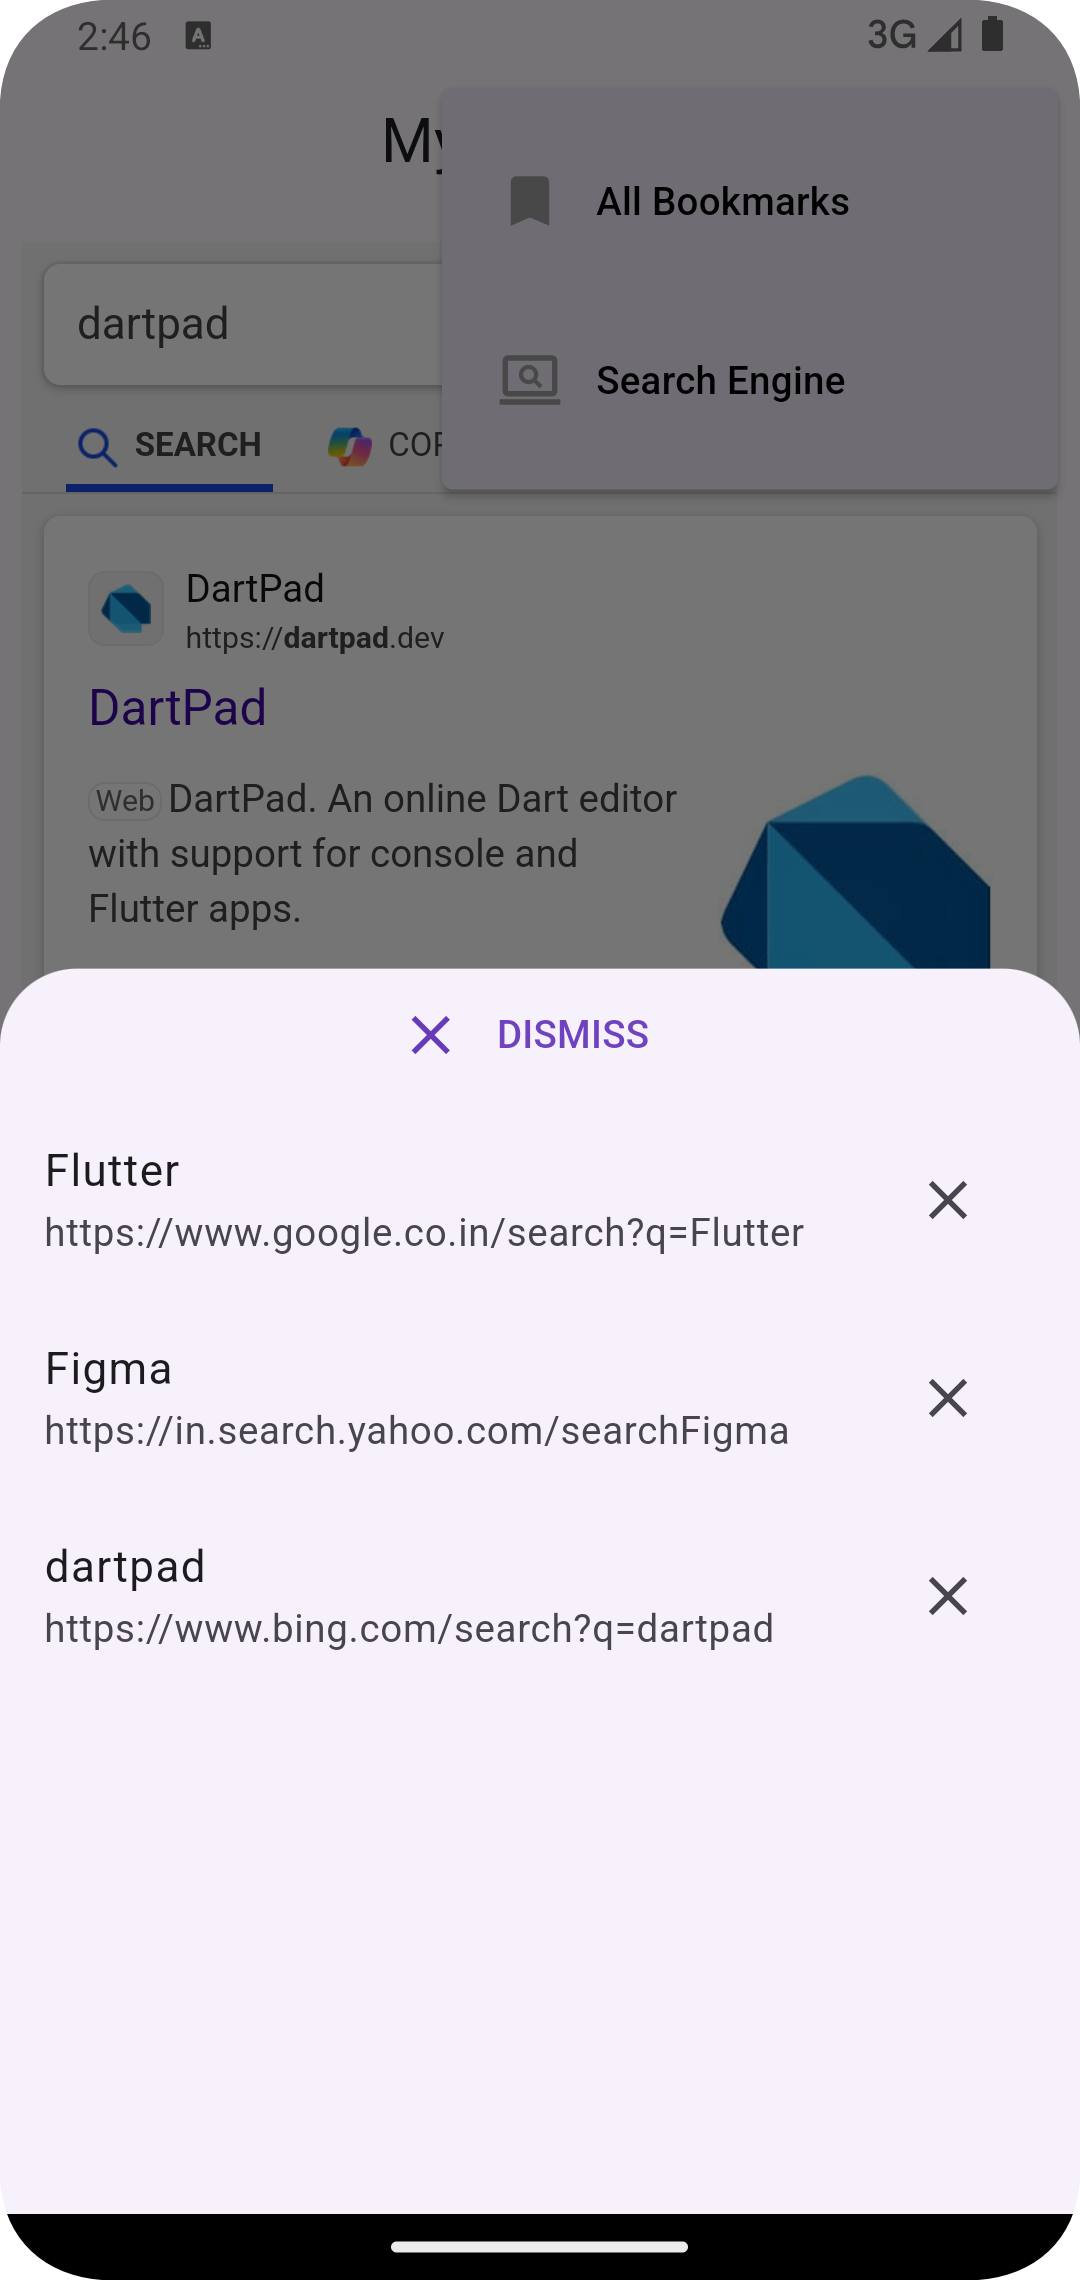 2:46
3G
My
All Bookmarks
dartpad
Search Engine
SEARCH
DartPad
https://dartpad.dev
DartPad
Web DartPad. An online Dart editor
with support for console and
Flutter apps.
DISMISS
Flutter
https://www.google.co.in/search?q=Flutter
Figma
https://in.search.yahoo.com/searchFigma
dartpad
https://www.bing.com/search?q=dartpad